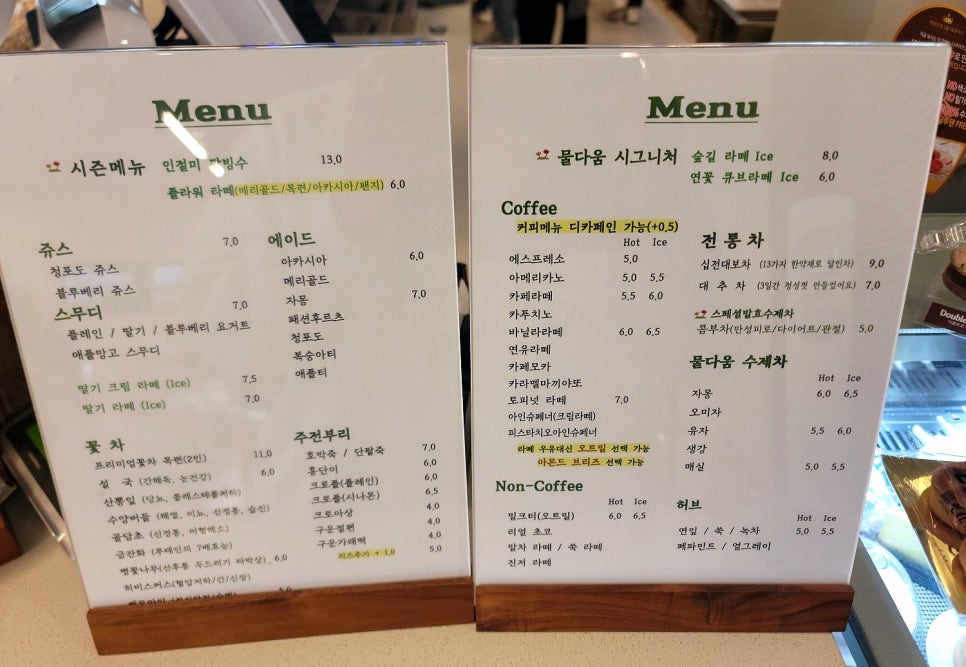 Menu
시즌메뉴 인절미 빙수 13,0
플라워 라떼(메리골드/목련/아카시아/팬지) 6,0
쥬스 7,0
청포도 쥬스
블루베리 쥬스
스무디 7,0
플레인 / 딸기 / 블루베리 요거트
애플망고 스무디
딸기 크림 라떼 (Ice) 7,5
딸기 라떼 (Ice) 7,0
에이드
아카시아 6,0
메리골드
자몽 7,0
패션후르츠
청포도
복숭아티
애플티
꽃 차
프리미엄꽃차 목련(2인) 11,0
설 국 (간해독, 눈건강) 6,0
산뽕잎 (당뇨, 콜레스테롤저하)
수양버들 (해열, 이뇨, 신경통, 습진)
골담초 (신경통, 어혈해소)
금잔화 (루테인의 7배효능)
벚꽃나무(산후통 두드러기 타박상) 6,0
히비스커스(혈압저하/간/신장)
5,0
주전부리
호박죽 / 단팥죽 7,0
홍단이 6,0
크로플(플레인) 6,0
크로플(시나몬) 6,5
크로아상 4,0
구운절편 4,0
구운가래떡 4,0
치즈추가 + 1,0 5,0
Menu
물다움 시그니처 숲길 라떼 Ice 8,0
연꽃 큐브라떼 Ice 6,0
Coffee
커피메뉴 디카페인 가능(+0,5)
Hot Ice
에스프레소 5,0
아메리카노 5,0 5,5
카페라떼 5,5 6,0
카푸치노
바닐라라떼 6,0 6,5
연유라떼
카페모카
카라멜마끼야또
토피넛 라떼 7,0
아인슈페너(크림라떼)
피스타치오아인슈페너
라떼 우유대신 오트밀 선택 가능
아몬드 브리즈 선택 가능
Non-Coffee
Hot Ice
밀크티(오트밀) 6,0 6,5
리얼 초코
말차 라떼 / 쑥 라떼
진저 라떼
전통차
십전대보차 (13가지 한약재로 달인차) 9,0
대 추 차 (3일간 정성껏 만들었어요) 7,0
스페셜발효수제차
콤부차(만성피로/다이어트/관절) 5,0
물다움 수제차
Hot Ice
자몽 6,0 6,5
오미자
유자 5,5 6,0
생강
매실 5,0 5,5
허브
Hot Ice
연잎 / 쑥 / 녹차 5,0 5,5
페파민트 / 얼그레이
Double